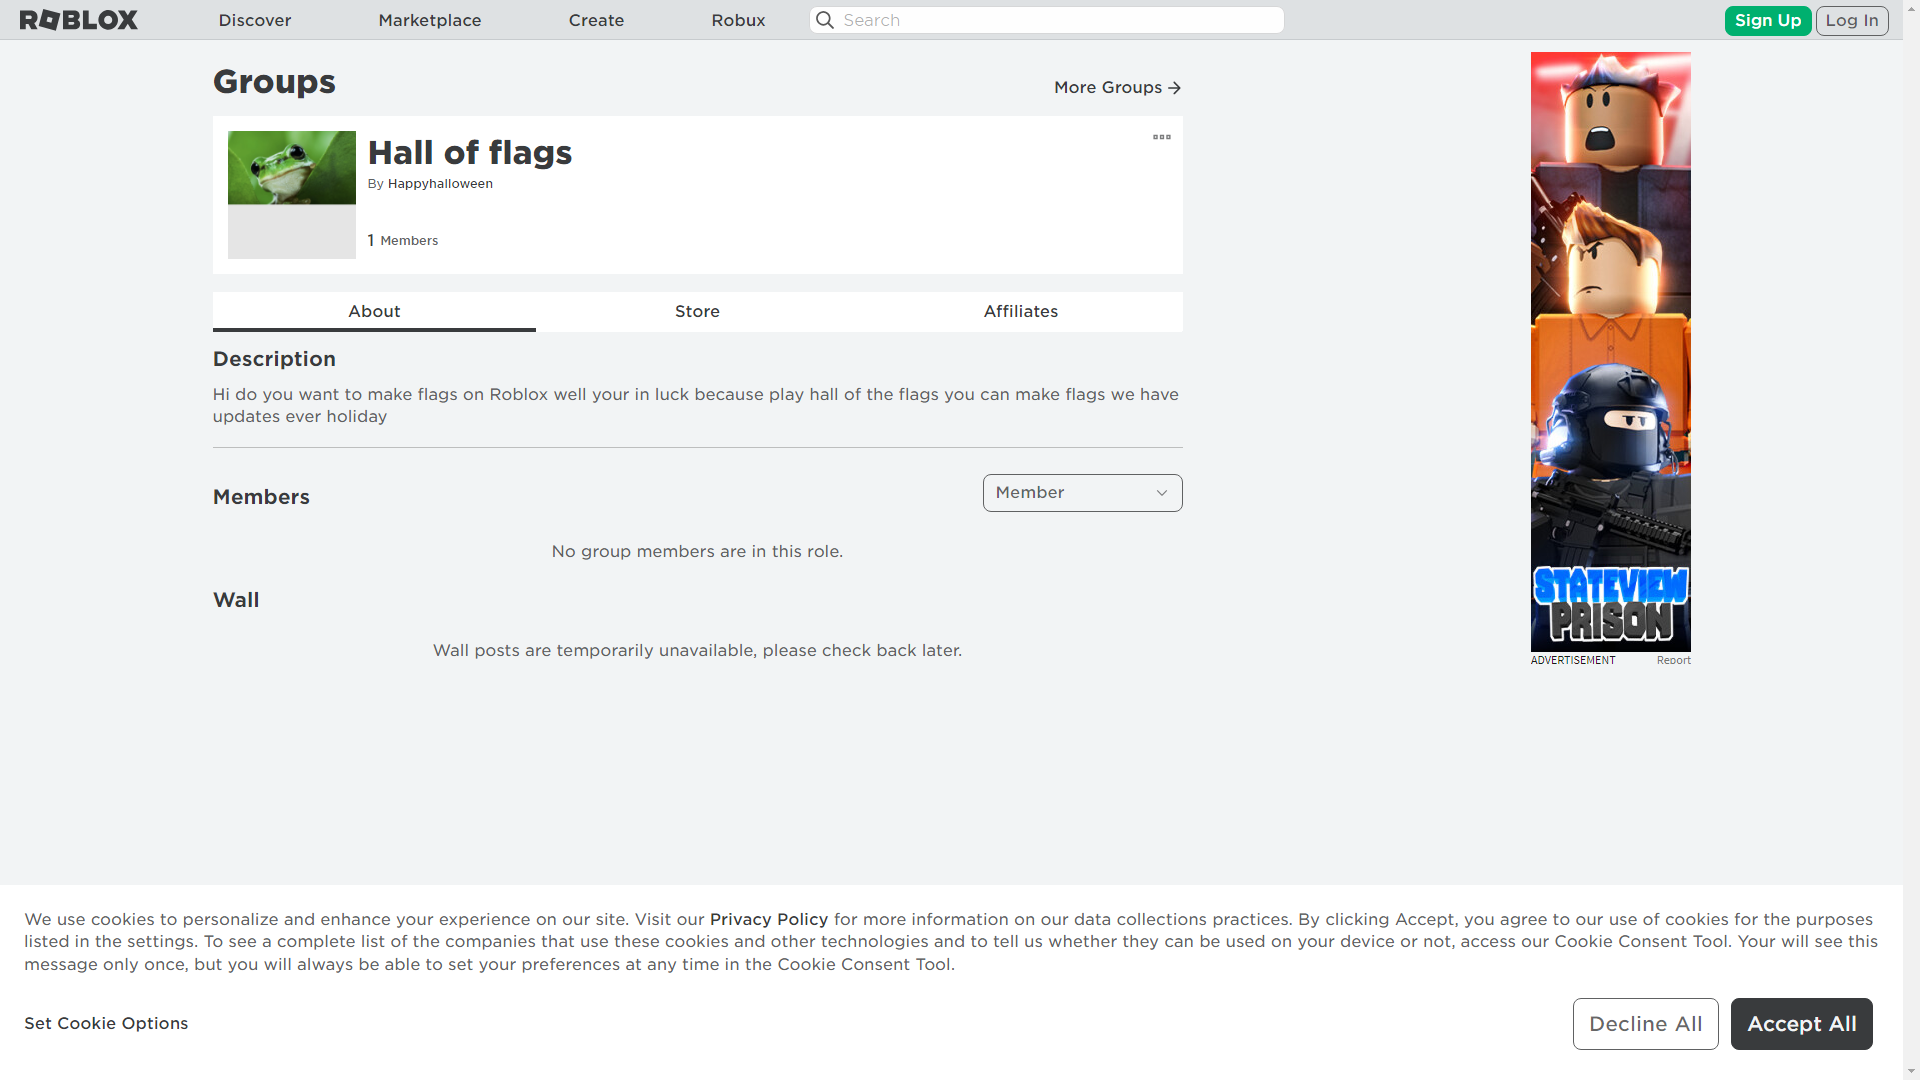 ROBLOX Discover Marketplace Create Robux Search Sign Up Log In
Groups
More Groups
Hall of flags
By Happyhalloween
1 Members
About Store Affiliates
Description
Hi do you want to make flags on Roblox well your in luck because play hall of the flags you can make flags we have
updates ever holiday
Members
Member
No group members are in this role.
Wall
Wall posts are temporarily unavailable, please check back later.
STATEVIEW
PRISON
ADVERTISEMENT Report
We use cookies to personalize and enhance your experience on our site. Visit our Privacy Policy for more information on our data collections practices. By clicking Accept, you agree to our use of cookies for the purposes
listed in the settings. To see a complete list of the companies that use these cookies and other technologies and to tell us whether they can be used on your device or not, access our Cookie Consent Tool. Your will see this
message only once, but you will always be able to set your preferences at any time in the Cookie Consent Tool.
Set Cookie Options
Decline All
Accept All